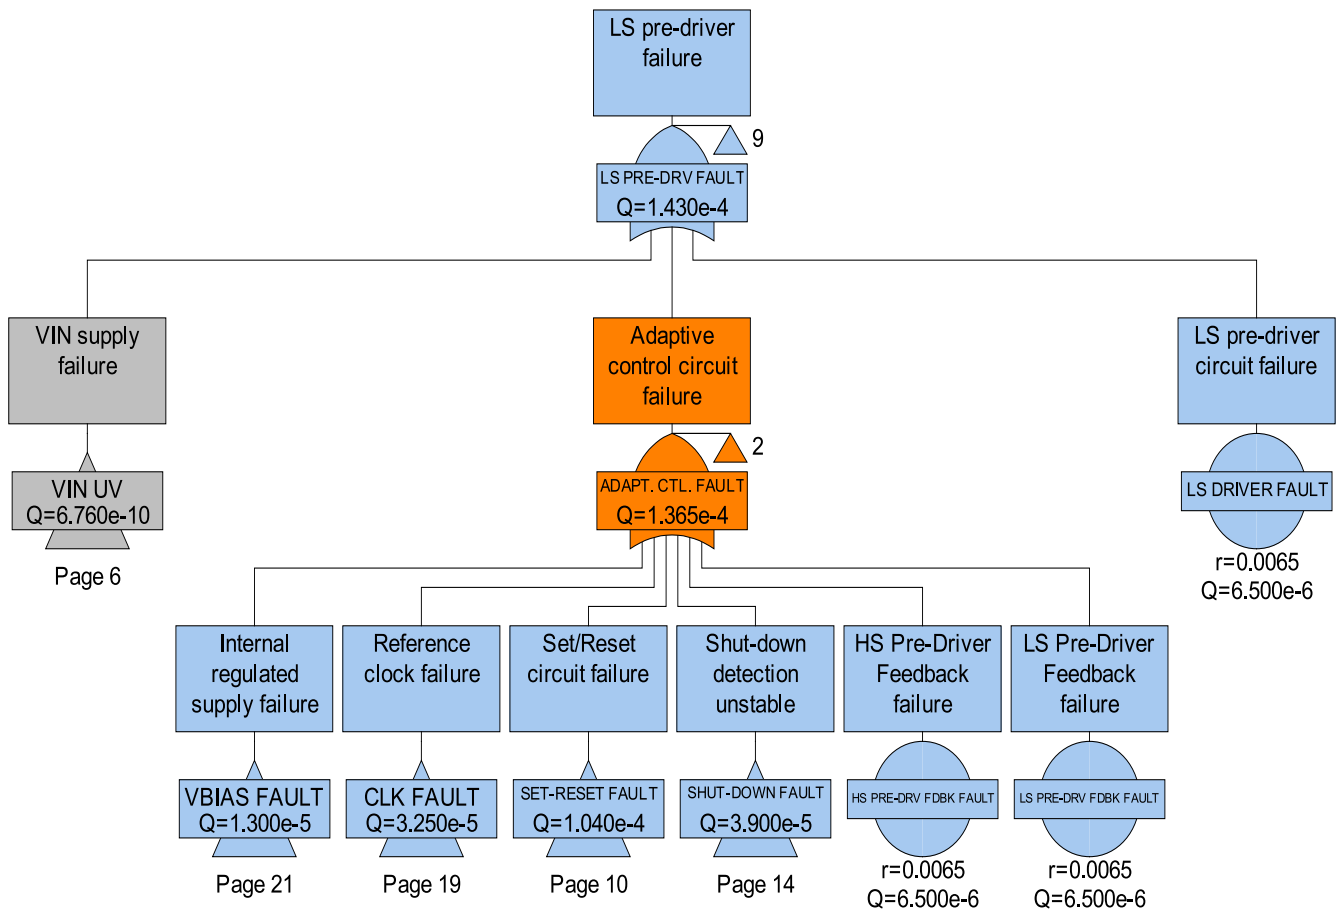 LS pre-driver
failure
9
LS PRE-DRV FAULT
Q=1.430e-4
VIN supply
failure
VIN UV
Q=6.760e-10
Page 6
Adaptive
control circuit
failure
2
ADAPT. CTL. FAULT
Q=1.365e-4
LS pre-driver
circuit failure
LS DRIVER FAULT
r=0.0065
Q=6.500e-6
Internal
regulated
supply failure
VBIAS FAULT
Q=1.300e-5
Page 21
Reference
clock failure
CLK FAULT
Q=3.250e-5
Page 19
Set/Reset
circuit failure
SET-RESET FAULT
Q=1.040e-4
Page 10
Shut-down
detection
unstable
SHUT-DOWN FAULT
Q=3.900e-5
Page 14
HS Pre-Driver
Feedback
failure
HS PRE-DRV FDBK FAULT
r=0.0065
Q=6.500e-6
LS Pre-Driver
Feedback
failure
LS PRE-DRV FDBK FAULT
r=0.0065
Q=6.500e-6